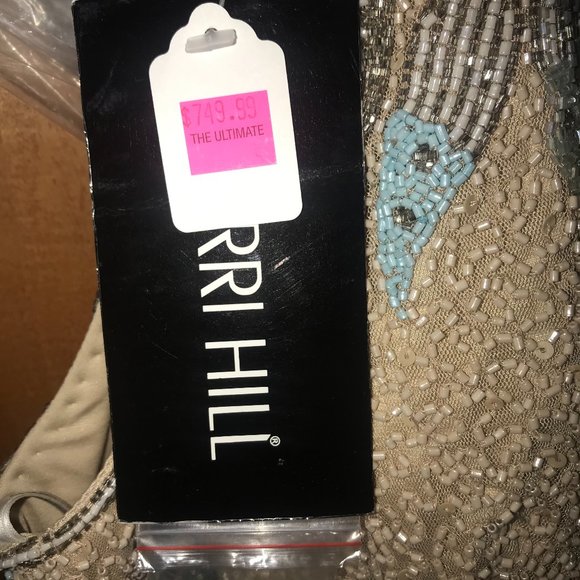 $749.99
THE ULTIMATE
RRI HILL®